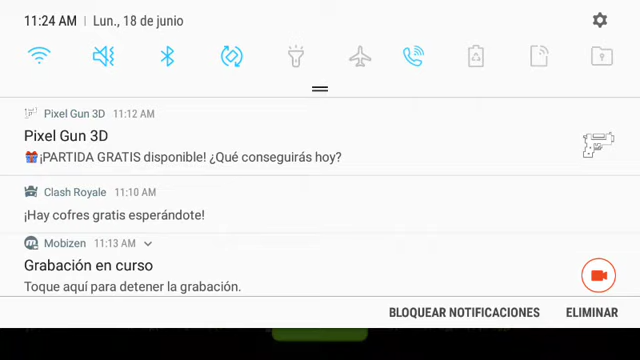 11:24 AM | Lun., 18 de junio
Pixel Gun 3D 11:12 AM
Pixel Gun 3D
🎁¡PARTIDA GRATIS disponible! ¿Qué conseguirás hoy?
Clash Royale 11:10 AM
¡Hay cofres gratis esperándote!
Mobizen 11:13 AM
Grabación en curso
Toque aquí para detener la grabación.
BLOQUEAR NOTIFICACIONES ELIMINAR